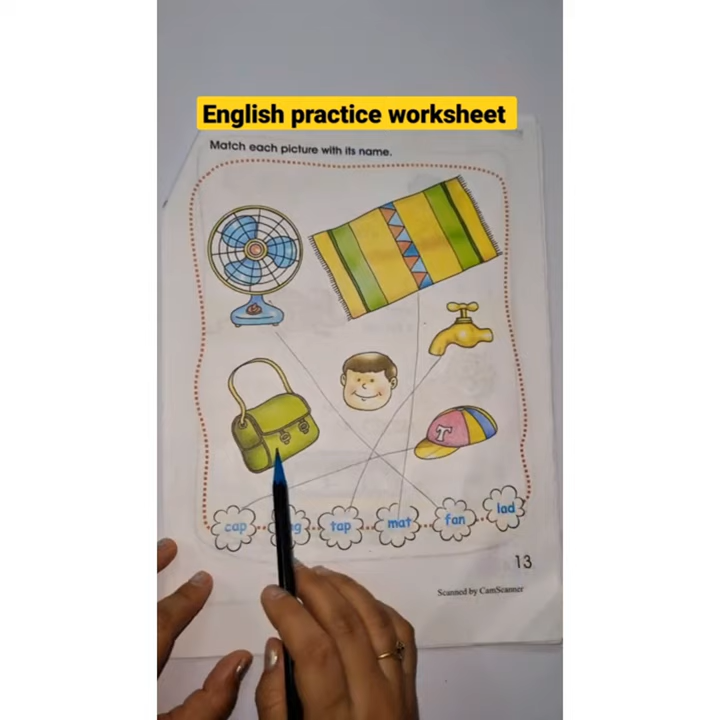 English practice worksheet
Match each picture with its name.
T
cap tap mat fan lad
13
Scanned by CamScanner